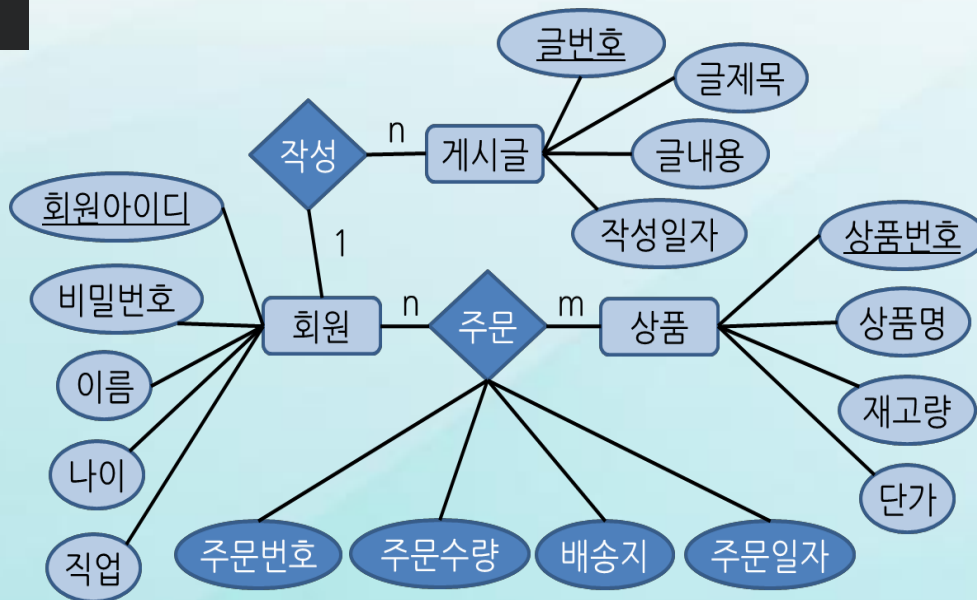 글번호
글제목
작성
n
게시글
글내용
회원아이디
1
작성일자
상품번호
비밀번호
회원
n
주문
m
상품
상품명
이름
재고량
나이
단가
직업
주문번호
주문수량
배송지
주문일자